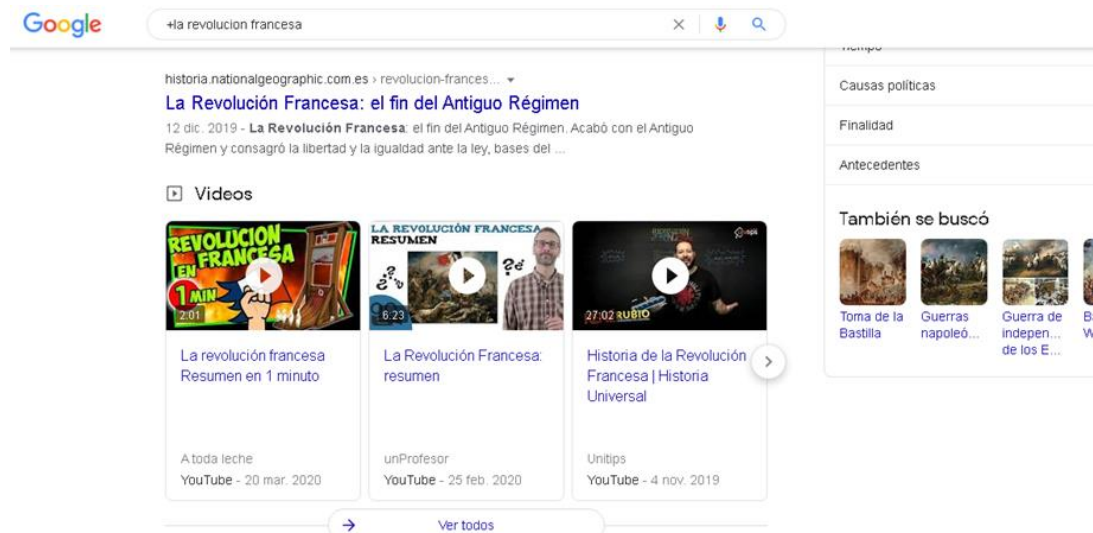 Google
+la revolucion francesa
historia.nationalgeographic.com.es › revolucion-frances...
La Revolución Francesa: el fin del Antiguo Régimen
12 dic. 2019 - La Revolución Francesa: el fin del Antiguo Régimen. Acabó con el Antiguo
Régimen y consagró la libertad y la igualdad ante la ley, bases del ...
Videos
REVOLUCION
EN FRANCESA
1 MIN
2:01
La revolución francesa
Resumen en 1 minuto
A toda leche
YouTube - 20 mar. 2020
LA REVOLUCIÓN FRANCESA
RESUMEN
6:23
La Revolución Francesa:
resumen
unProfesor
YouTube - 25 feb. 2020
27:02
RUBIO
Historia de la Revolución
Francesa | Historia
Universal
Unitips
YouTube - 4 nov. 2019
Ver todos
Tiempo
Causas políticas
Finalidad
Antecedentes
También se buscó
Toma de la
Bastilla
Guerras
napoleó...
Guerra de
indepen...
de los E...